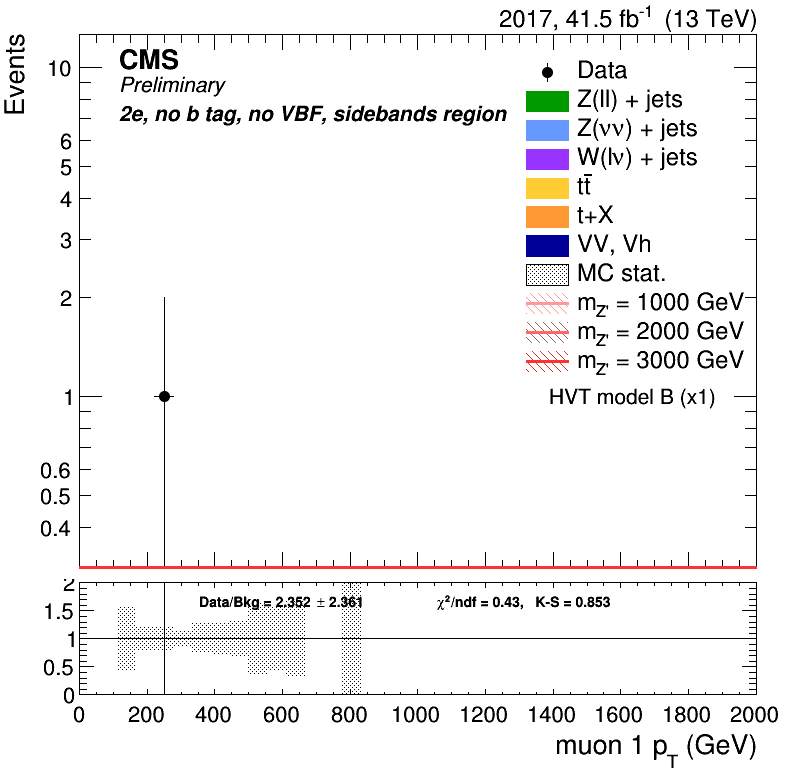 2017, 41.5 fb⁻¹ (13 TeV)
Events
CMS
Preliminary
2e, no b tag, no VBF, sidebands region
Data
Z(ll) + jets
Z(νν) + jets
W(lν) + jets
tt̄
t+X
VV, Vh
MC stat.
m_Z' = 1000 GeV
m_Z' = 2000 GeV
m_Z' = 3000 GeV
HVT model B (x1)
10
6
5
4
3
2
1
0.6
0.5
0.4
2
1.5
1
0.5
0
Data/Bkg = 2.352 ± 2.361
χ²/ndf = 0.43, K-S = 0.853
0 200 400 600 800 1000 1200 1400 1600 1800 2000
muon 1 p_T (GeV)